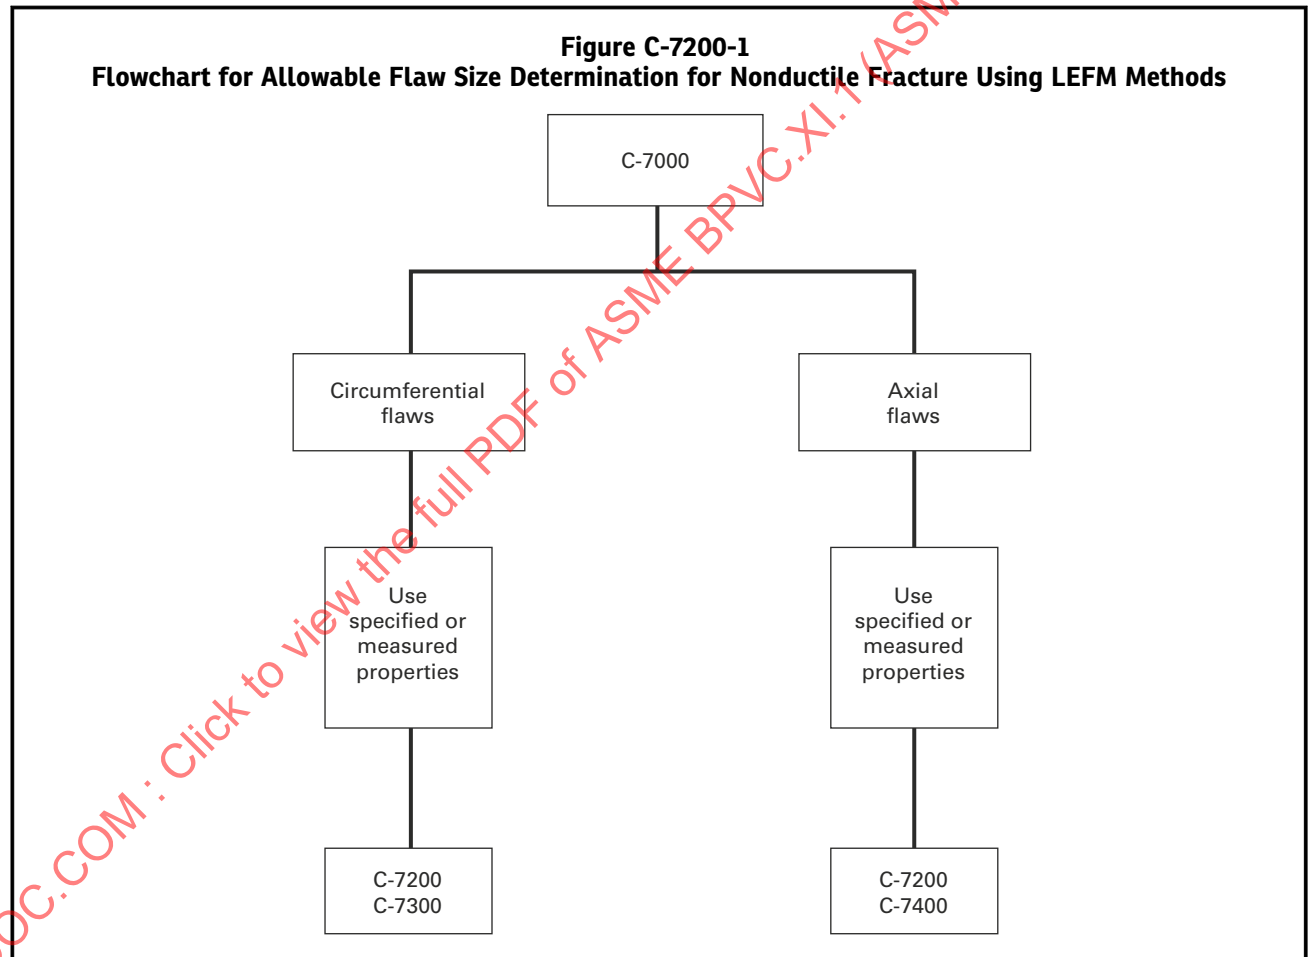 Figure C-7200-1
Flowchart for Allowable Flaw Size Determination for Nonductile Fracture Using LEFM Methods
C-7000
Circumferential
flaws
Axial
flaws
Use
specified or
measured
properties
Use
specified or
measured
properties
C-7200
C-7300
C-7200
C-7400
OC.COM : Click to view the full PDF of ASME BPVC.XI.1 (ASM